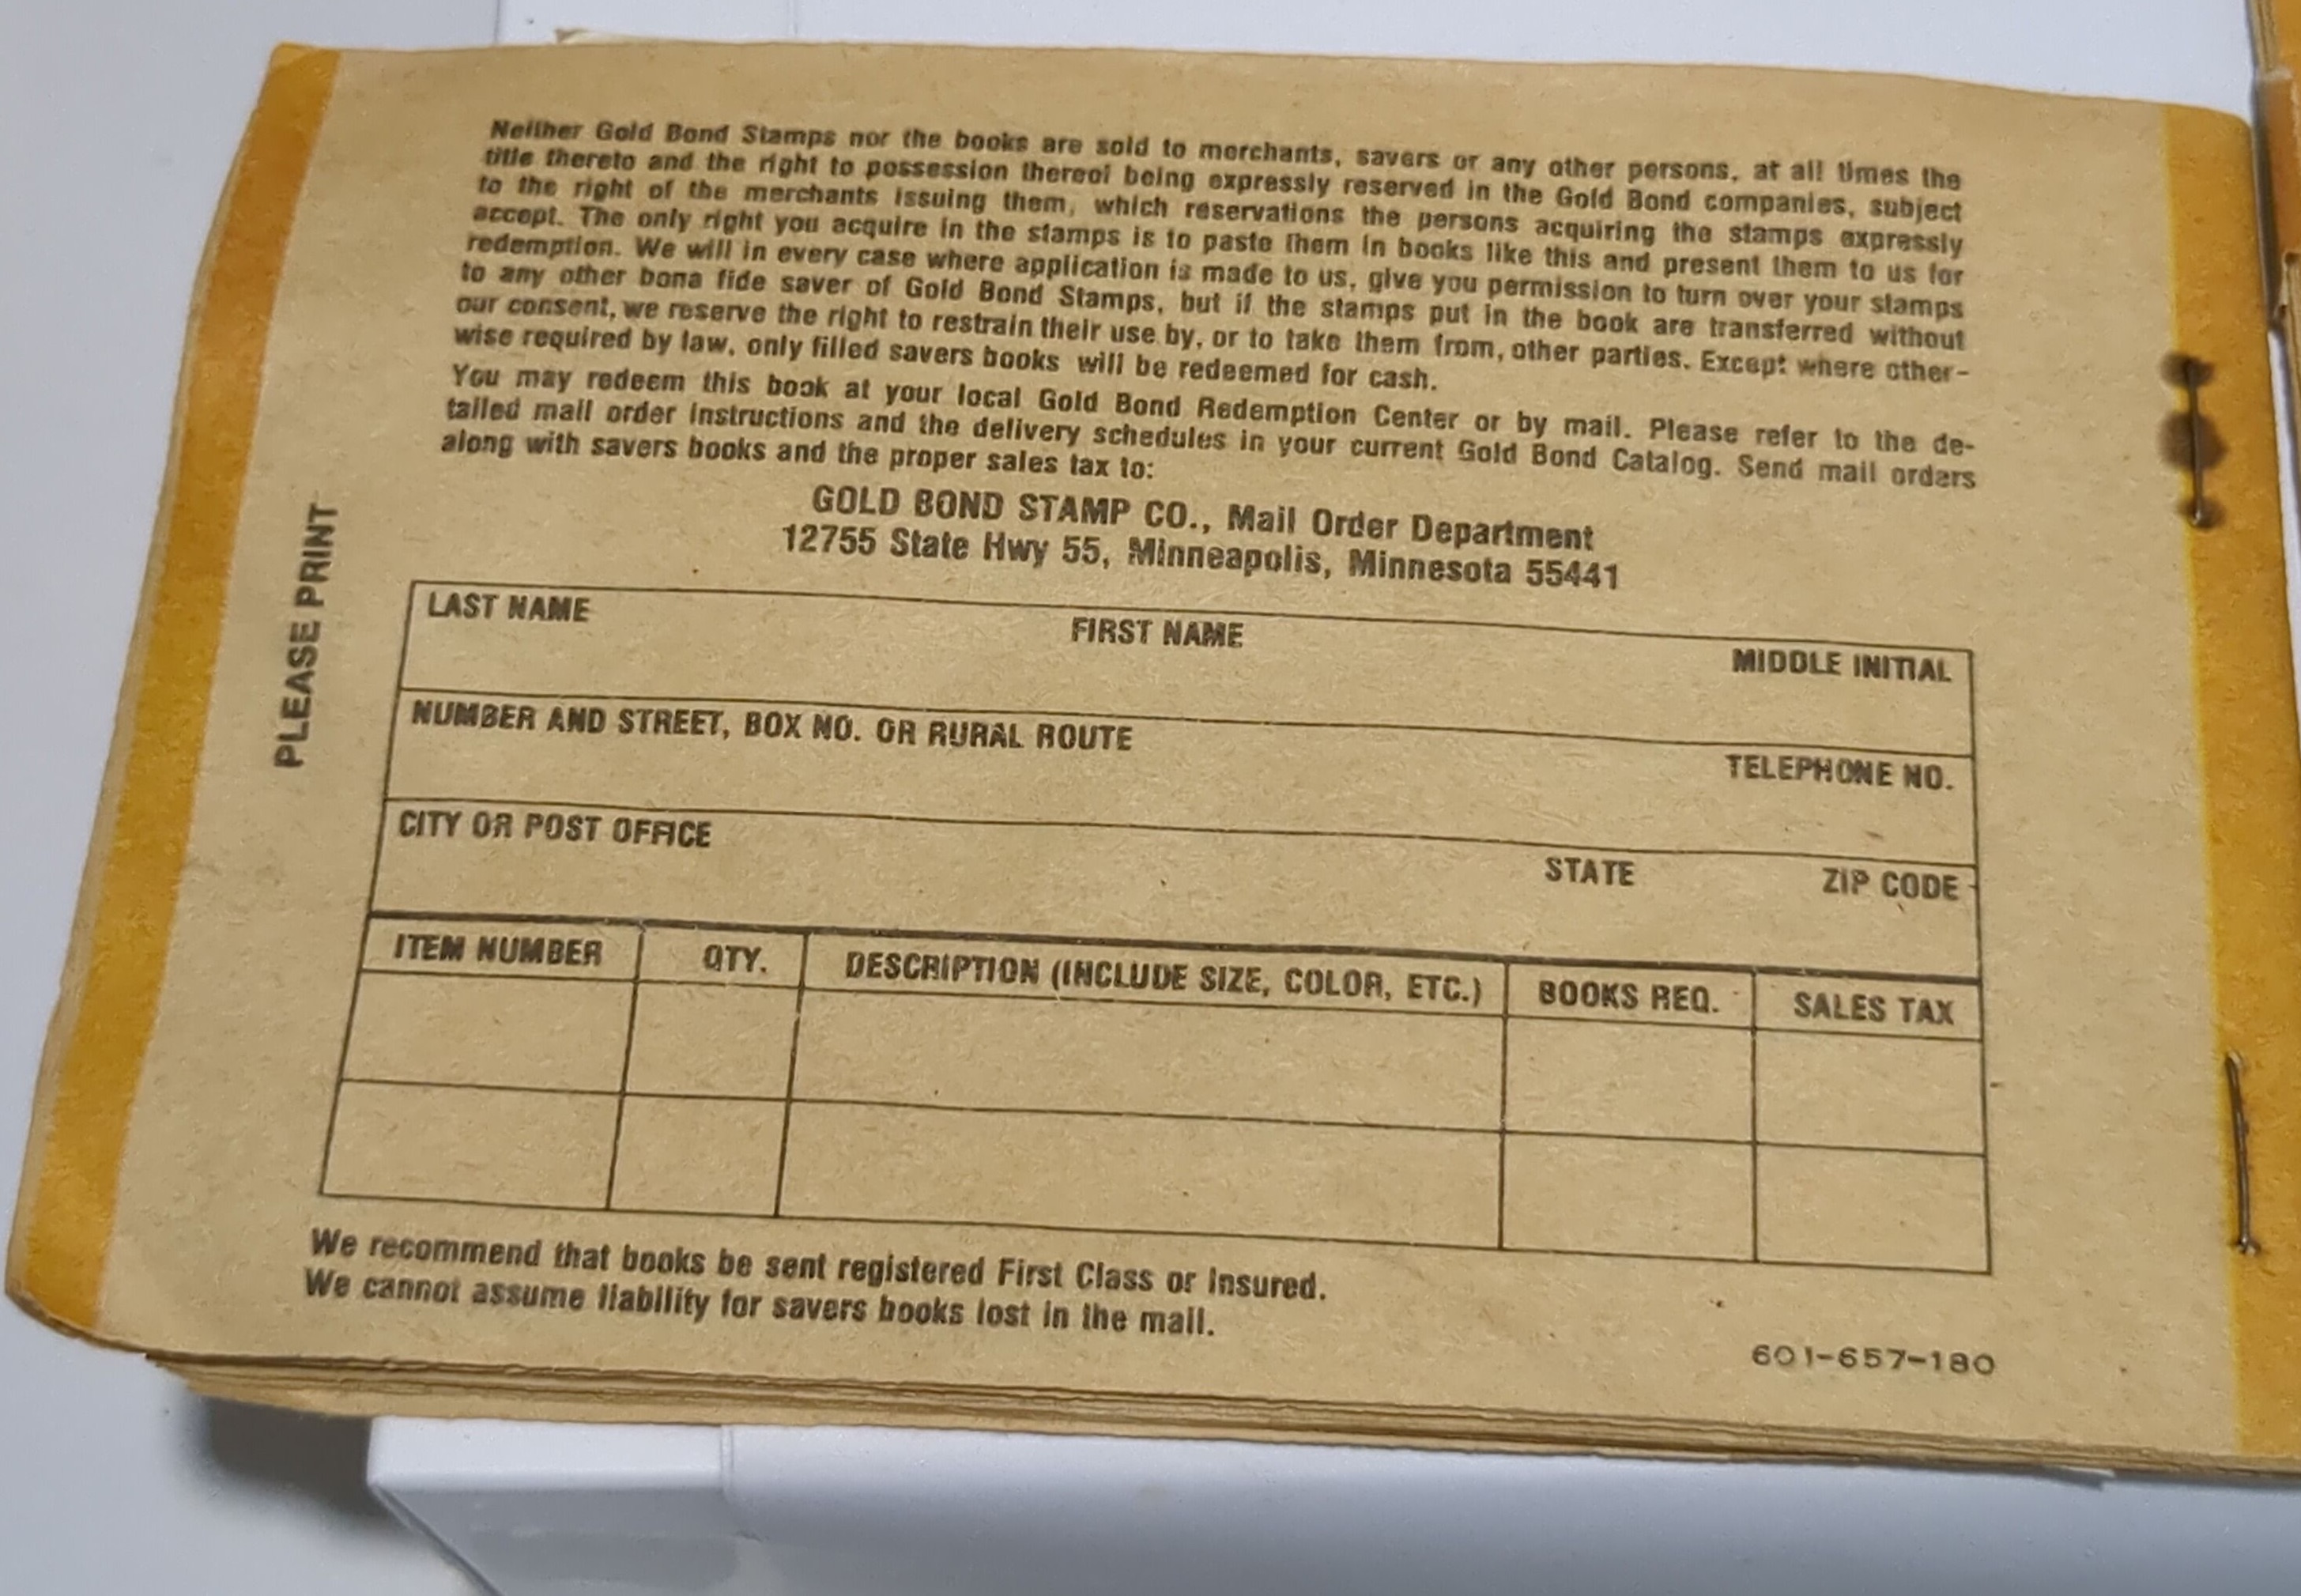 Neither Gold Bond Stamps nor the books are sold to merchants, savers or any other persons, at all times the
title thereto and the right to possession thereof being expressly reserved in the Gold Bond companies, subject
to the right of the merchants issuing them, which reservations the persons acquiring the stamps expressly
accept. The only right you acquire in the stamps is to paste them in books like this and present them to us for
redemption. We will in every case where application is made to us, give you permission to turn over your stamps
to any other bona fide saver of Gold Bond Stamps, but if the stamps put in the book are transferred without
our consent, we reserve the right to restrain their use by, or to take them from, other parties. Except where other-
wise required by law, only filled savers books will be redeemed for cash.
You may redeem this book at your local Gold Bond Redemption Center or by mail. Please refer to the de-
tailed mail order instructions and the delivery schedules in your current Gold Bond Catalog. Send mail orders
along with savers books and the proper sales tax to:
GOLD BOND STAMP CO., Mail Order Department
12755 State Hwy 55, Minneapolis, Minnesota 55441
PLEASE PRINT
LAST NAME FIRST NAME MIDDLE INITIAL
NUMBER AND STREET, BOX NO. OR RURAL ROUTE TELEPHONE NO.
CITY OR POST OFFICE STATE ZIP CODE
ITEM NUMBER QTY. DESCRIPTION (INCLUDE SIZE, COLOR, ETC.) BOOKS REQ. SALES TAX
We recommend that books be sent registered First Class or Insured.
We cannot assume liability for savers books lost in the mail.
601-657-180